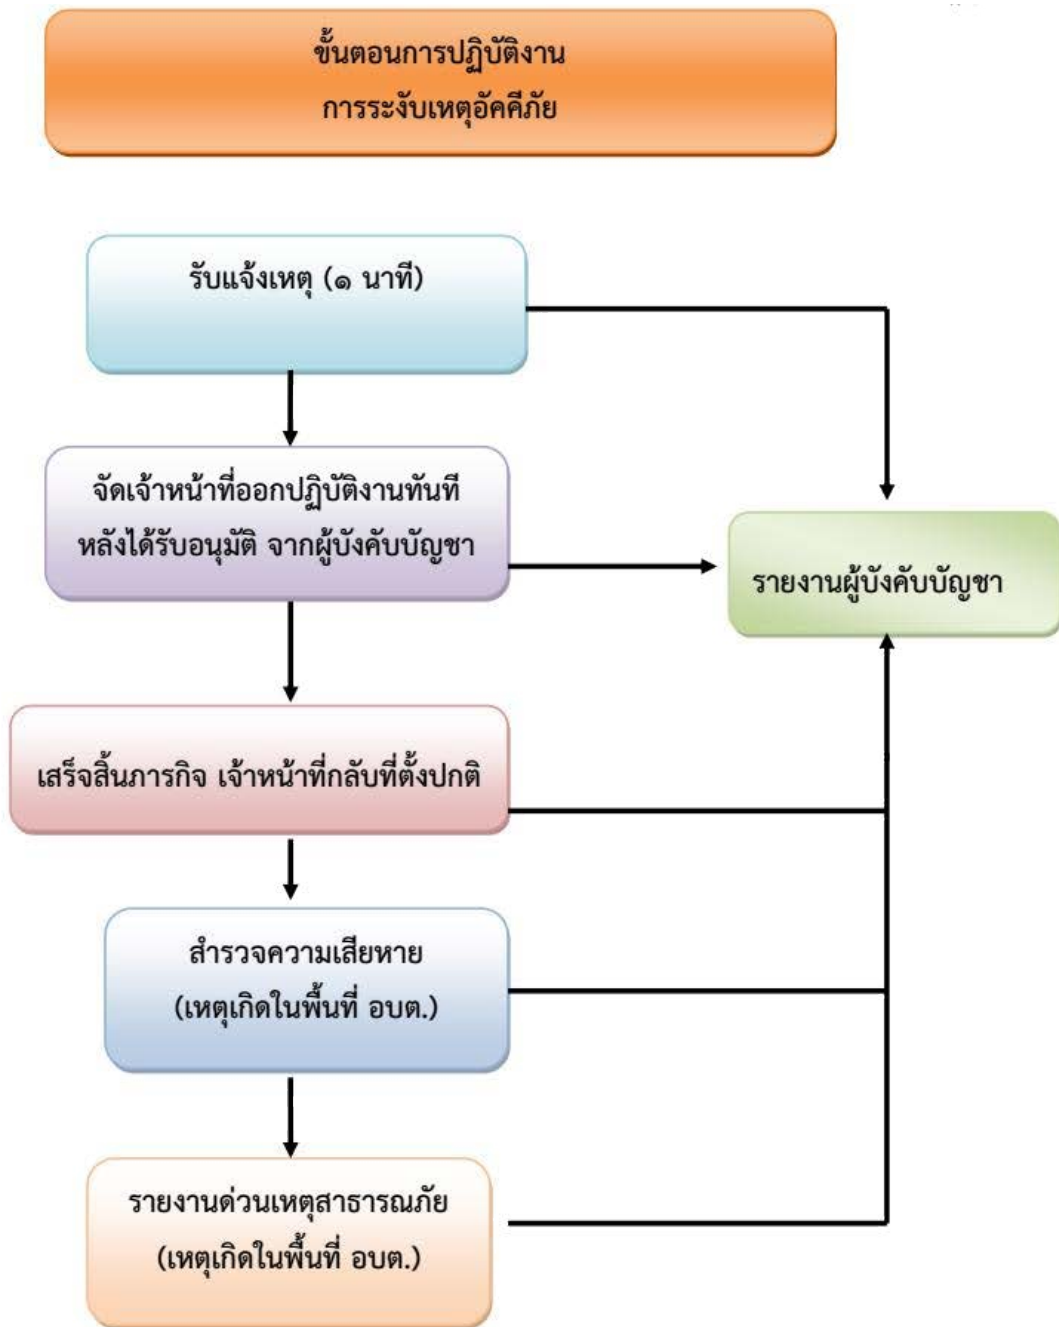 ขั้นตอนการปฏิบัติงาน
การระงับเหตุอัคคีภัย
รับแจ้งเหตุ (๑ นาที)
จัดเจ้าหน้าที่ออกปฏิบัติงานทันที
หลังได้รับอนุมัติ จากผู้บังคับบัญชา
รายงานผู้บังคับบัญชา
เสร็จสิ้นภารกิจ เจ้าหน้าที่กลับที่ตั้งปกติ
สำรวจความเสียหาย
(เหตุเกิดในพื้นที่ อบต.)
รายงานด่วนเหตุสาธารณภัย
(เหตุเกิดในพื้นที่ อบต.)